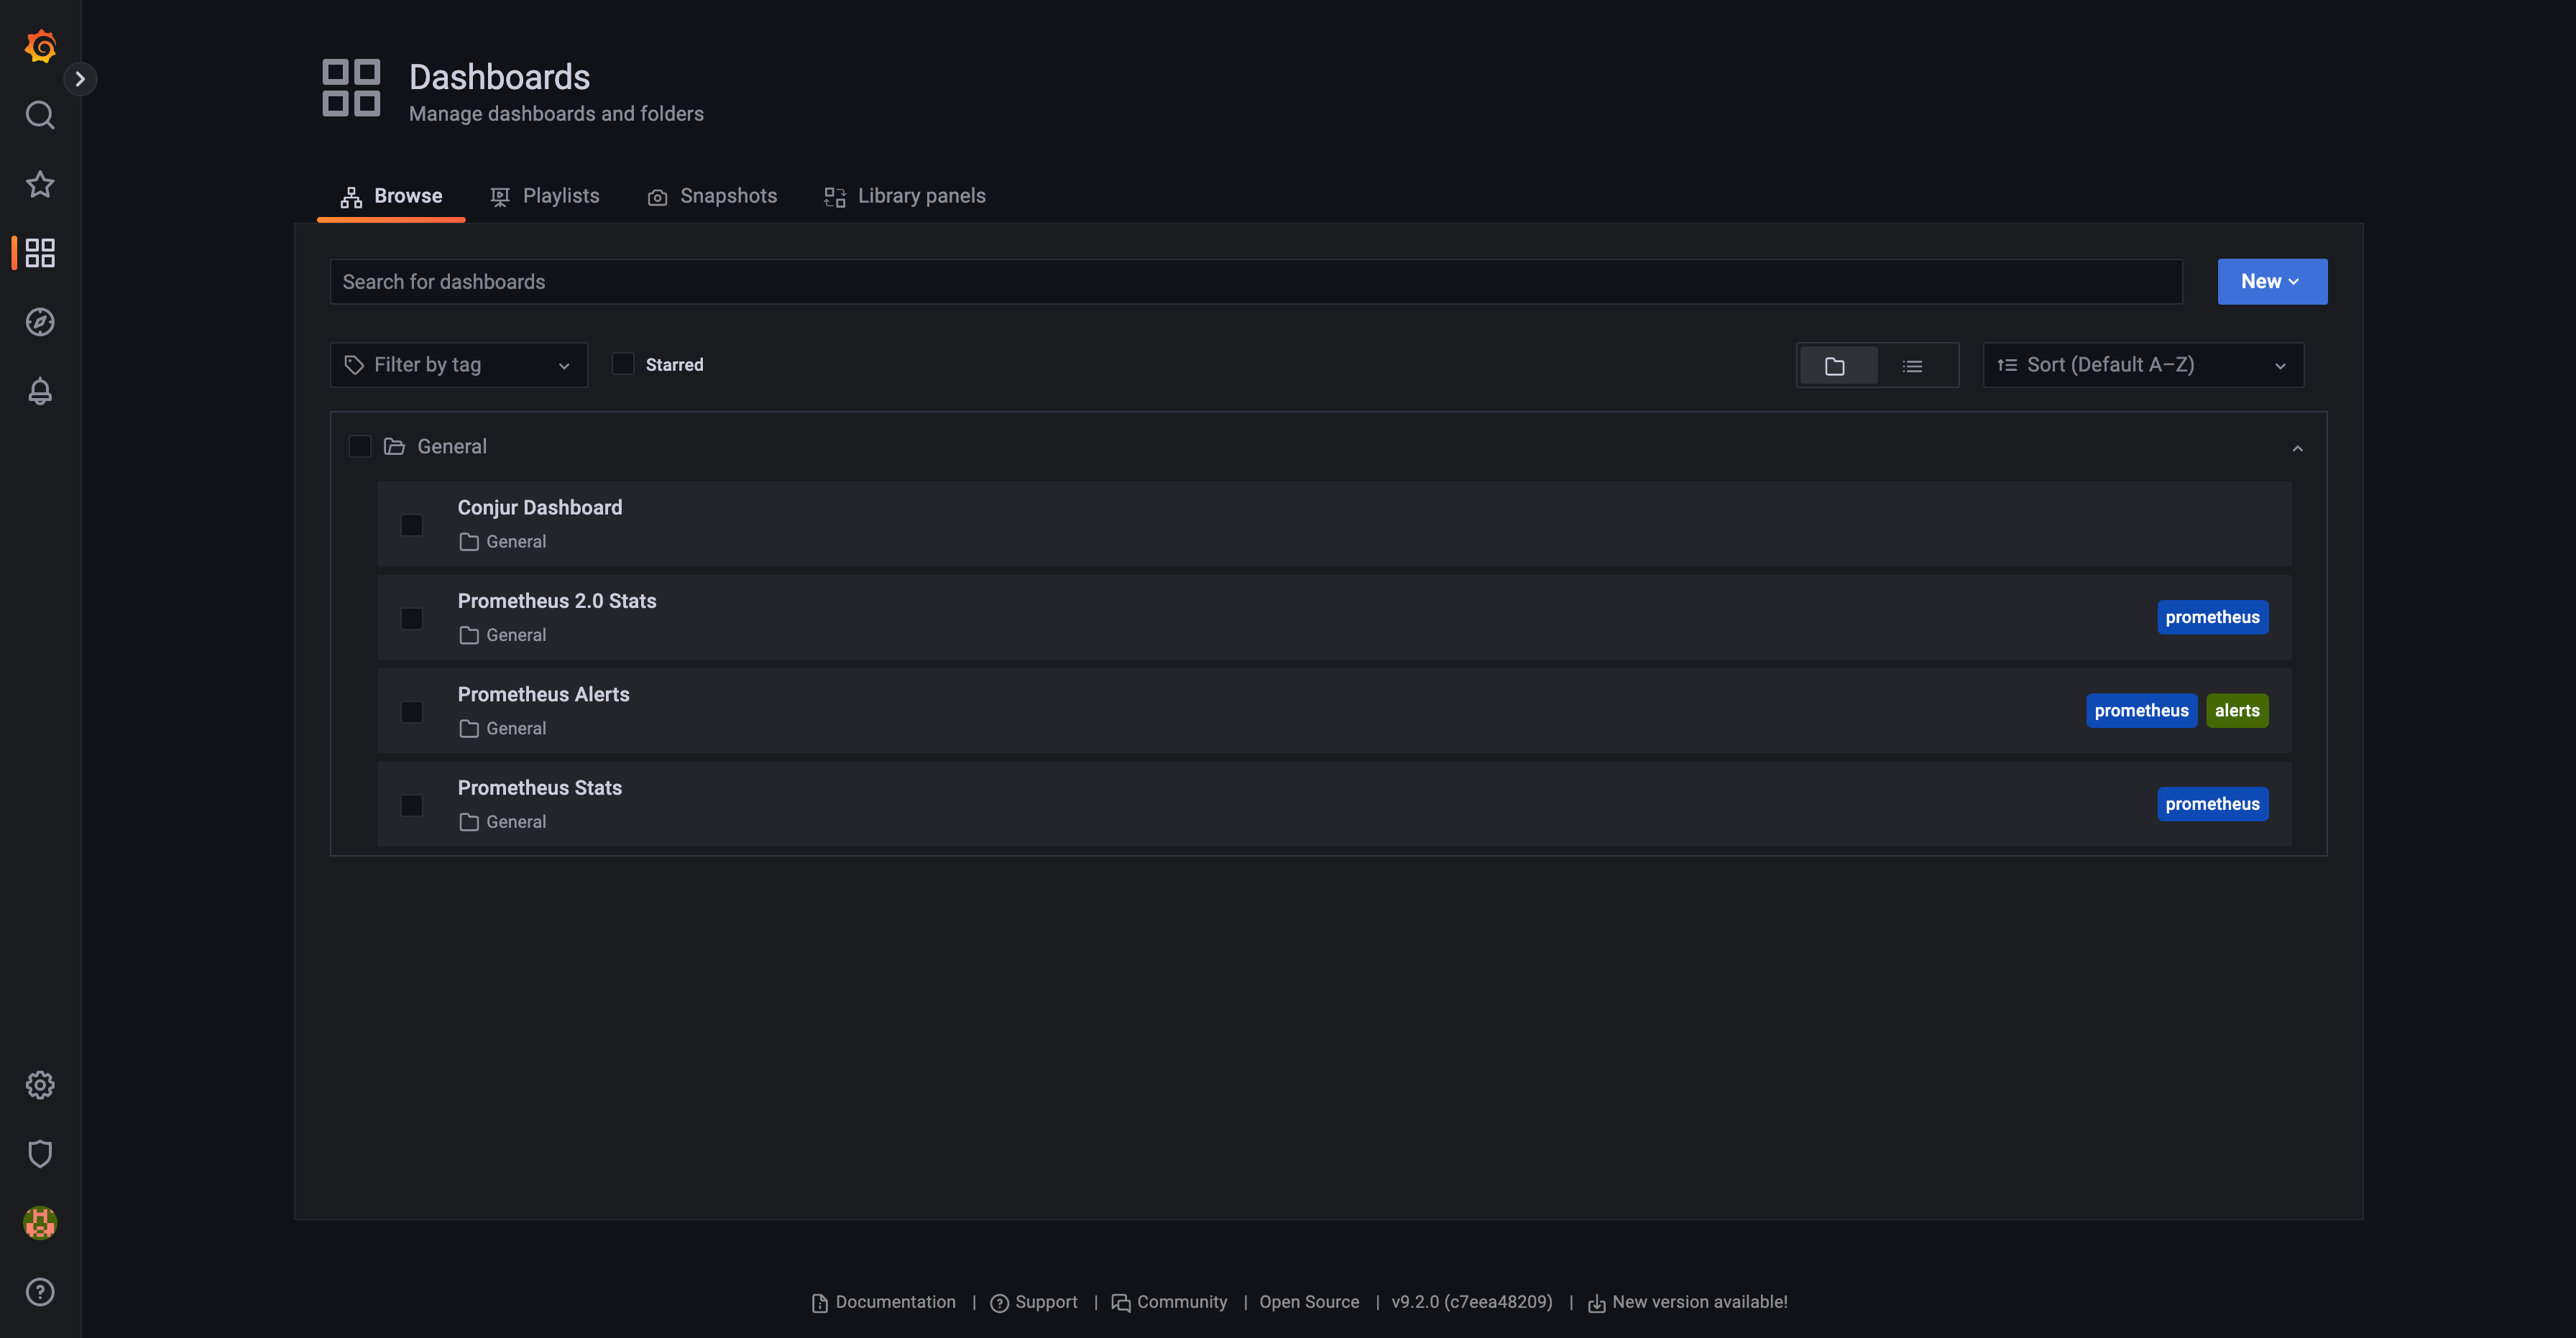 Dashboards
Manage dashboards and folders
Browse Playlists Snapshots Library panels
Search for dashboards New
Filter by tag Starred Sort (Default A–Z)
General
Conjur Dashboard
General
Prometheus 2.0 Stats
General prometheus
Prometheus Alerts
General prometheus alerts
Prometheus Stats
General prometheus
Documentation | Support | Community | Open Source | v9.2.0 (c7eea48209) | New version available!